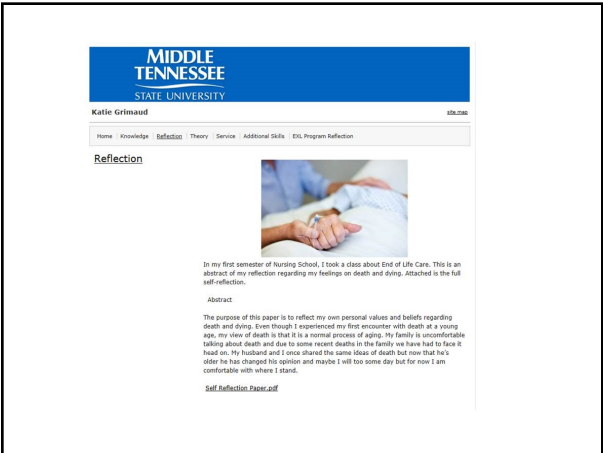 MIDDLE
TENNESSEE
STATE UNIVERSITY
Katie Grimaud
site map
Home Knowledge Reflection Theory Service Additional Skills EXL Program Reflection
Reflection
In my first semester of Nursing School, I took a class about End of Life Care. This is an
abstract of my reflection regarding my feelings on death and dying. Attached is the full
self-reflection.
Abstract
The purpose of this paper is to reflect my own personal values and beliefs regarding
death and dying. Even though I experienced my first encounter with death at a young
age, my view of death is that it is a normal process of aging. My family is uncomfortable
talking about death and due to some recent deaths in the family we have had to face it
head on. My husband and I once shared the same ideas of death but now that he's
older he has changed his opinion and maybe I will too some day but for now I am
comfortable with where I stand.
Self Reflection Paper.pdf